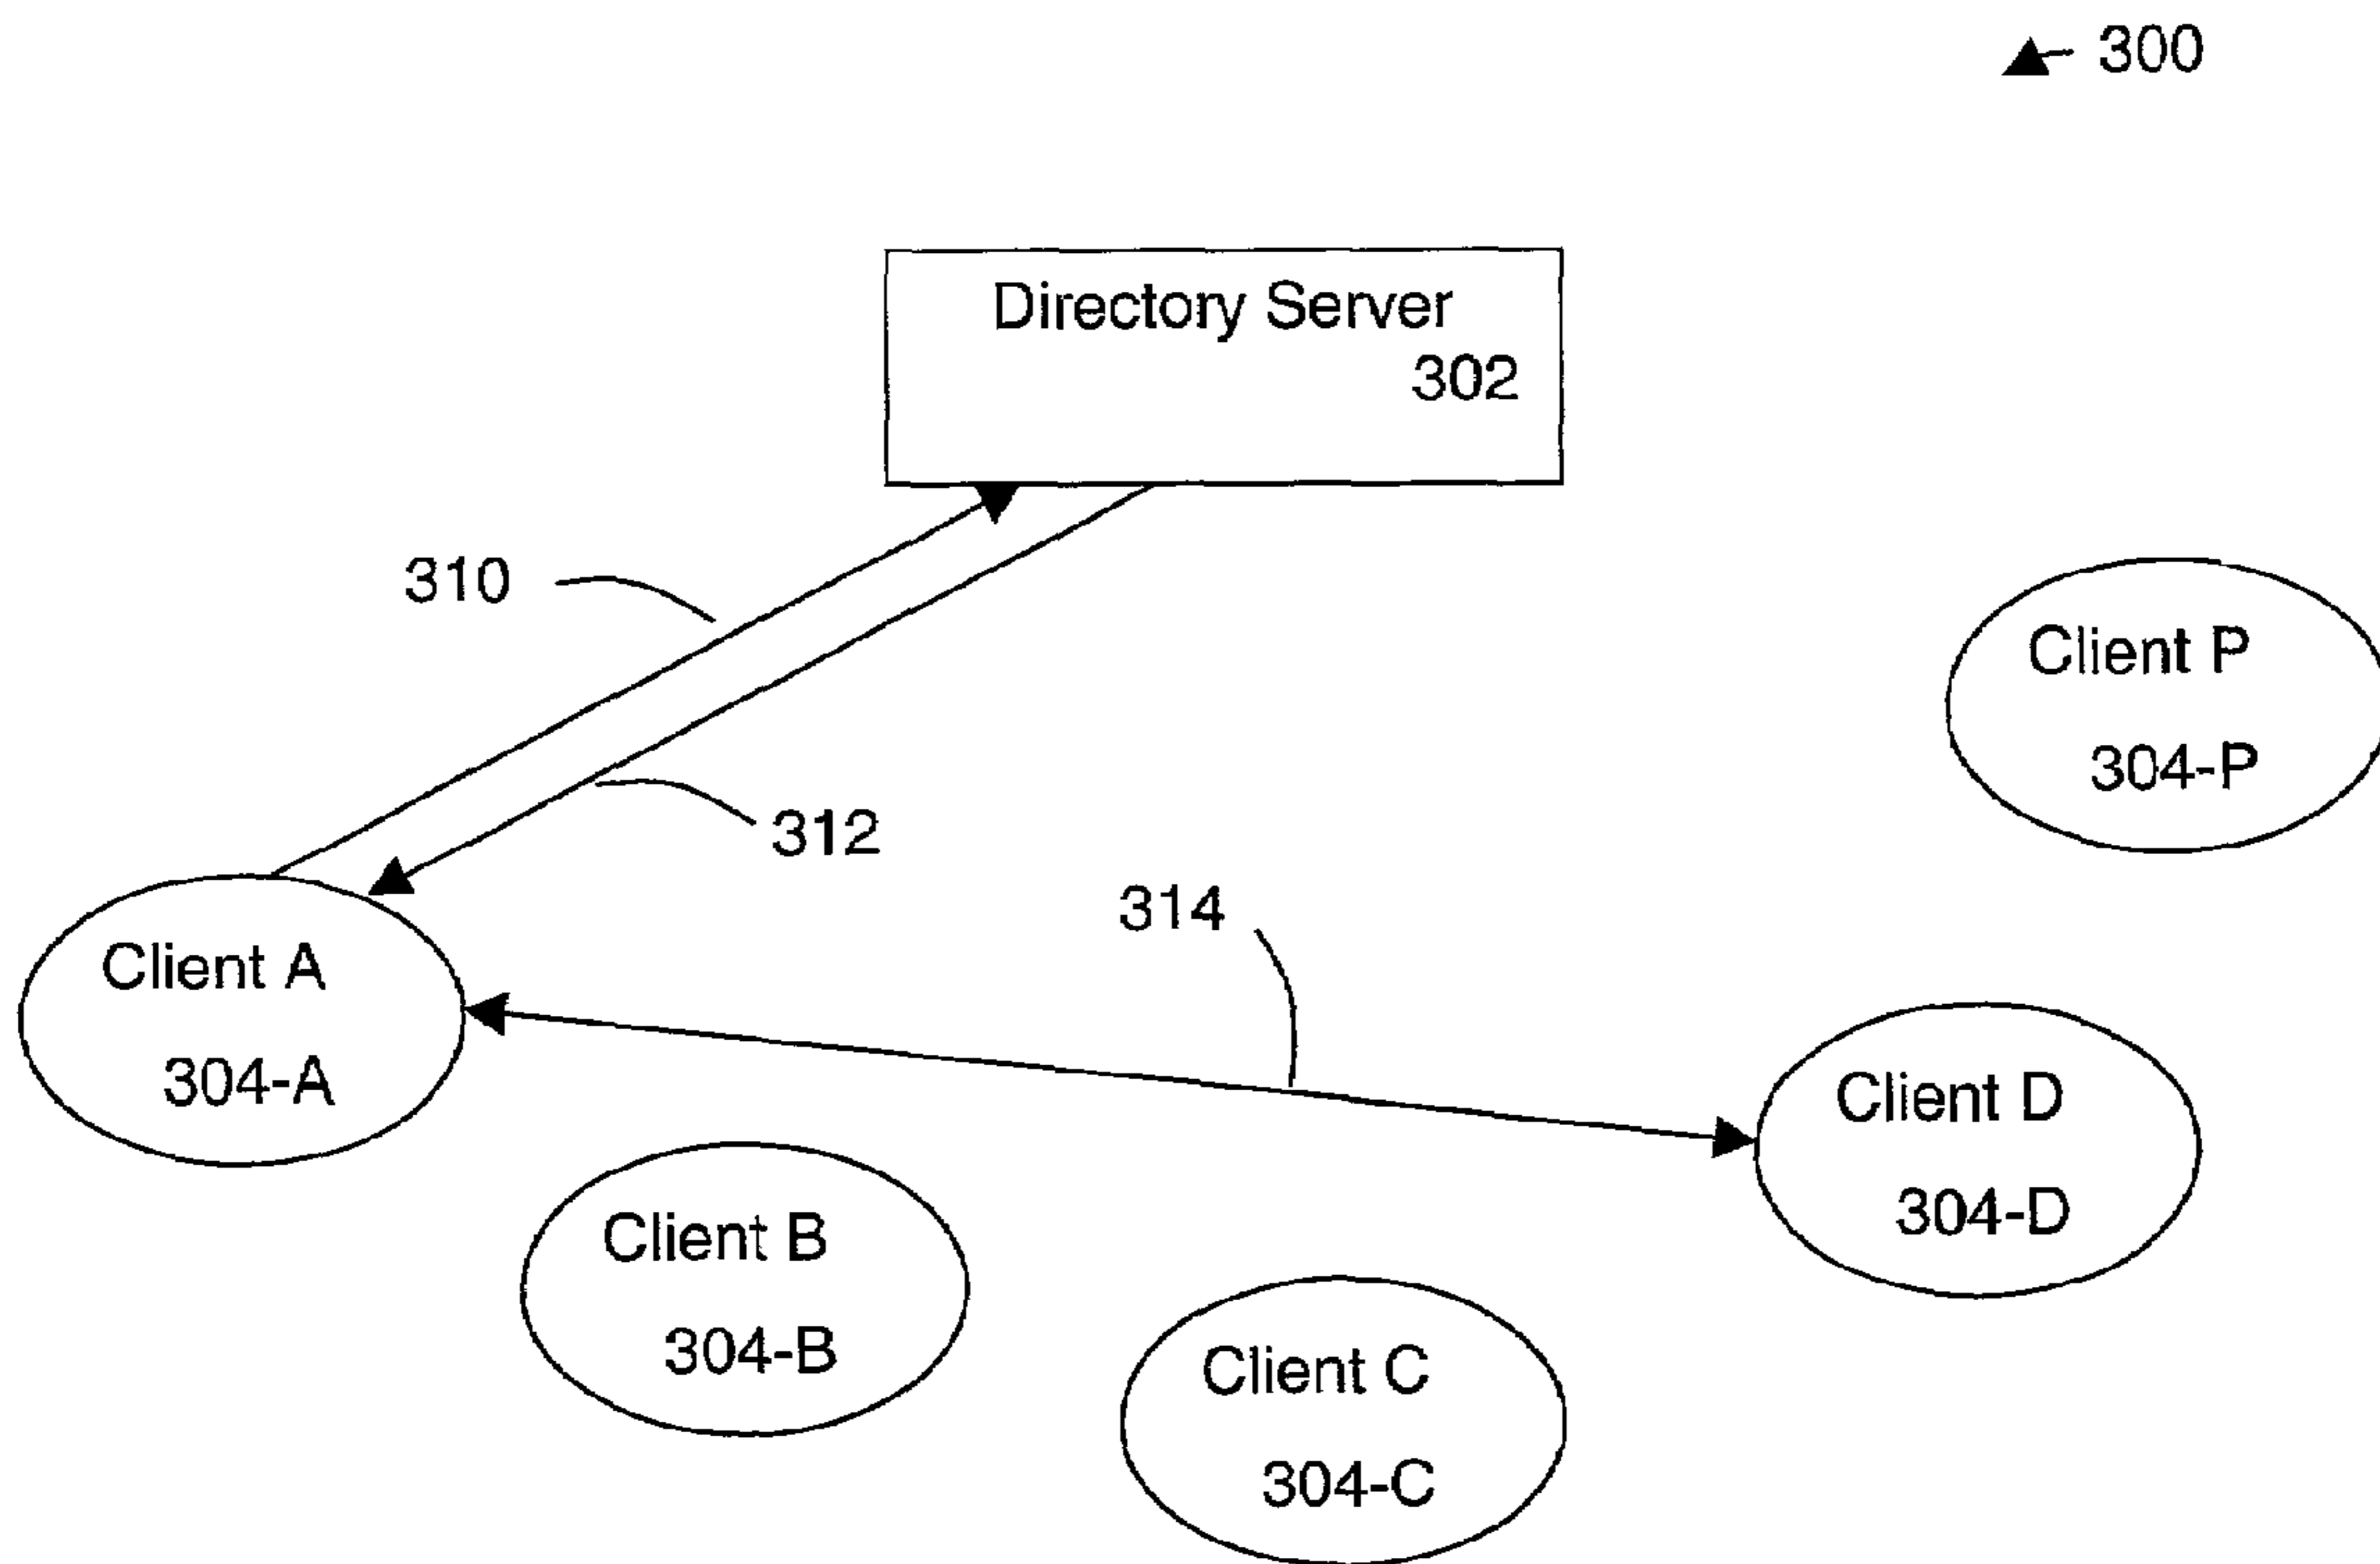 300
Directory Server
302
310
Client P
304-P
312
314
Client A
304-A
Client D
304-D
Client B
304-B
Client C
304-C